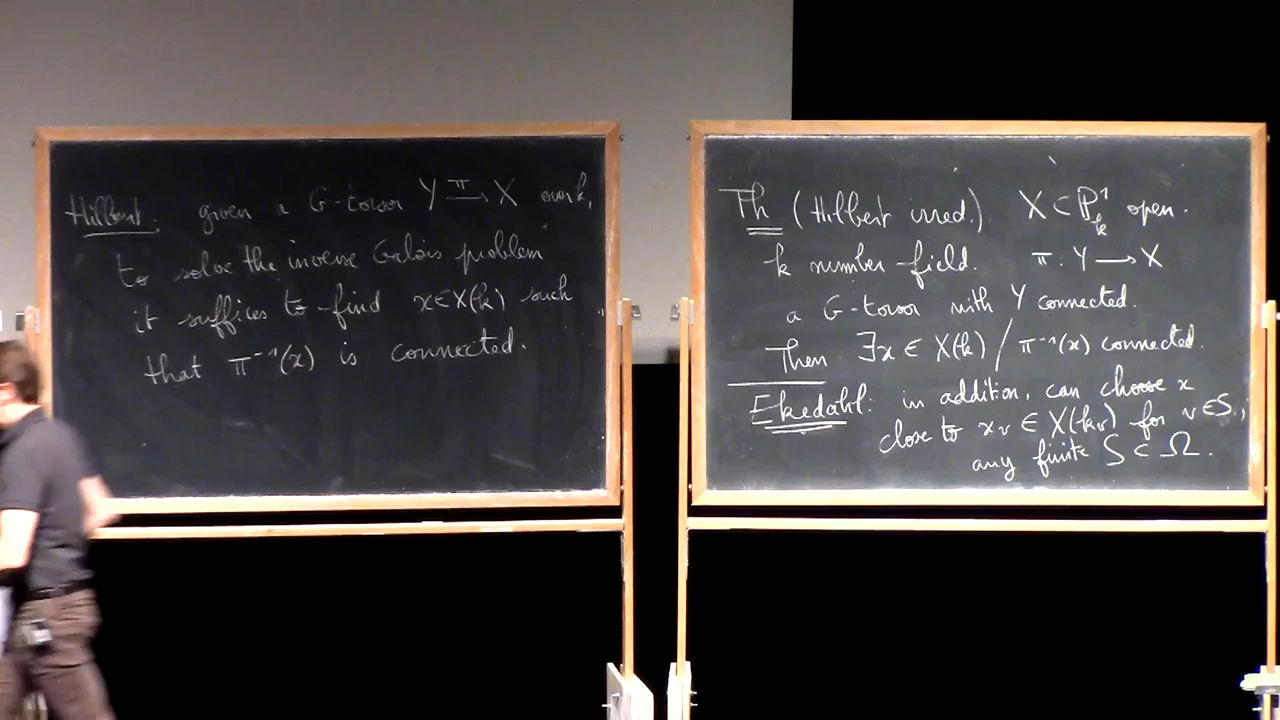 Hilbert: given a G-torsor Y —π→ X over k,
to solve the inverse Galois problem
it suffices to find x∈X(k) such
that π⁻¹(x) is connected.
Th (Hilbert irred.) X ⊂ ℙ¹ₖ open.
k number field. π: Y ⟶ X
a G-torsor with Y connected.
Then ∃x ∈ X(k) / π⁻¹(x) connected.
Ekedahl: in addition, can choose x
close to xᵥ ∈ X(kᵥ) for v∈S,
any finite S ⊂ Ω.